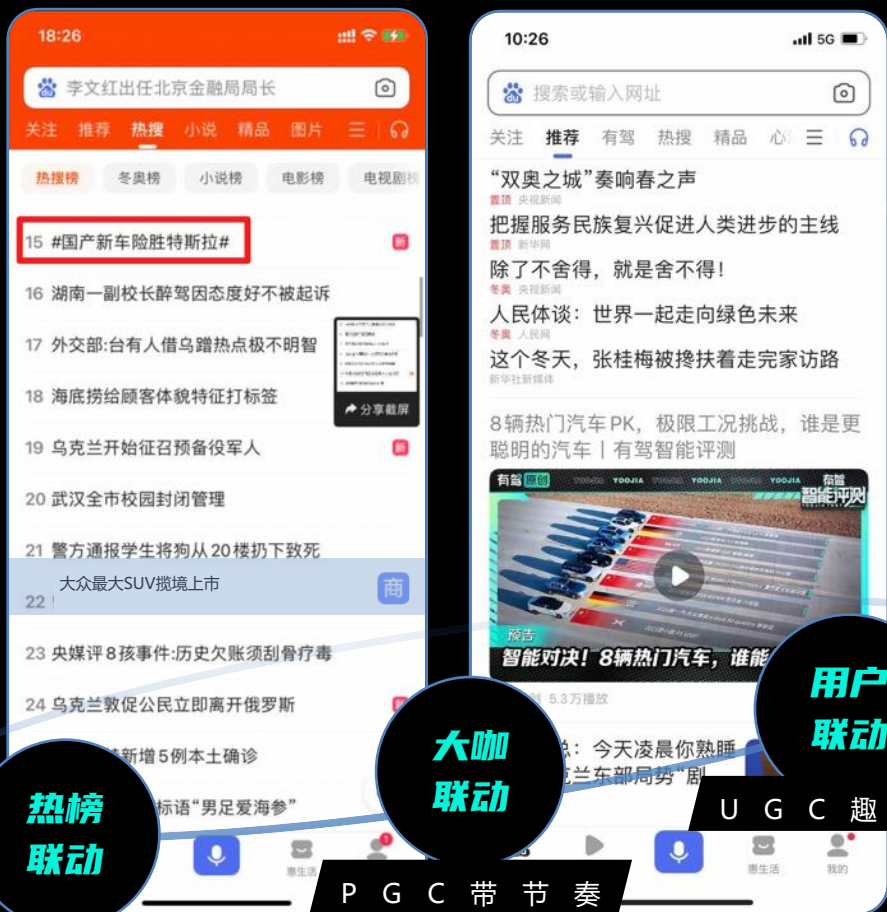 18:26
李文红出任北京金融局局长
关注 推荐 热搜 小说 精品 图片
热搜榜 冬奥榜 小说榜 电影榜 电视剧榜
15 #国产新车险胜特斯拉# 新
16 湖南一副校长醉驾因态度好不被起诉
17 外交部:台有人借乌蹭热点极不明智
18 海底捞给顾客体貌特征打标签
分享截屏
19 乌克兰开始征召预备役军人 新
20 武汉全市校园封闭管理
21 警方通报学生将狗从20楼扔下致死
大众最大SUV揽境上市 商
22
23 央媒评8孩事件:历史欠账须刮骨疗毒
24 乌克兰敦促公民立即离开俄罗斯
新增5例本土确诊
标语“男足爱海参”
热榜
联动
惠生活
1
10:26
5G
搜索或输入网址
关注 推荐 有驾 热搜 精品
“双奥之城”奏响春之声
置顶 央视新闻
把握服务民族复兴促进人类进步的主线
置顶 新华网
除了不舍得，就是舍不得！
冬奥 央视新闻
人民体谈：世界一起走向绿色未来
冬奥 人民网
这个冬天，张桂梅被搀扶着走完家访路
新华社新媒体
8辆热门汽车PK，极限工况挑战，谁是更
聪明的汽车丨有驾智能评测
有驾 原创 YOOJIA YOOJIA YOOJIA YOOJIA 有驾
智能评测
预告
智能对决！8辆热门汽车，谁能
5.3万播放
总：今天凌晨你熟睡
克兰东部局势“剧
大咖
联动
用户
联动
UGC趣
惠生活 我的
PGC带节奏